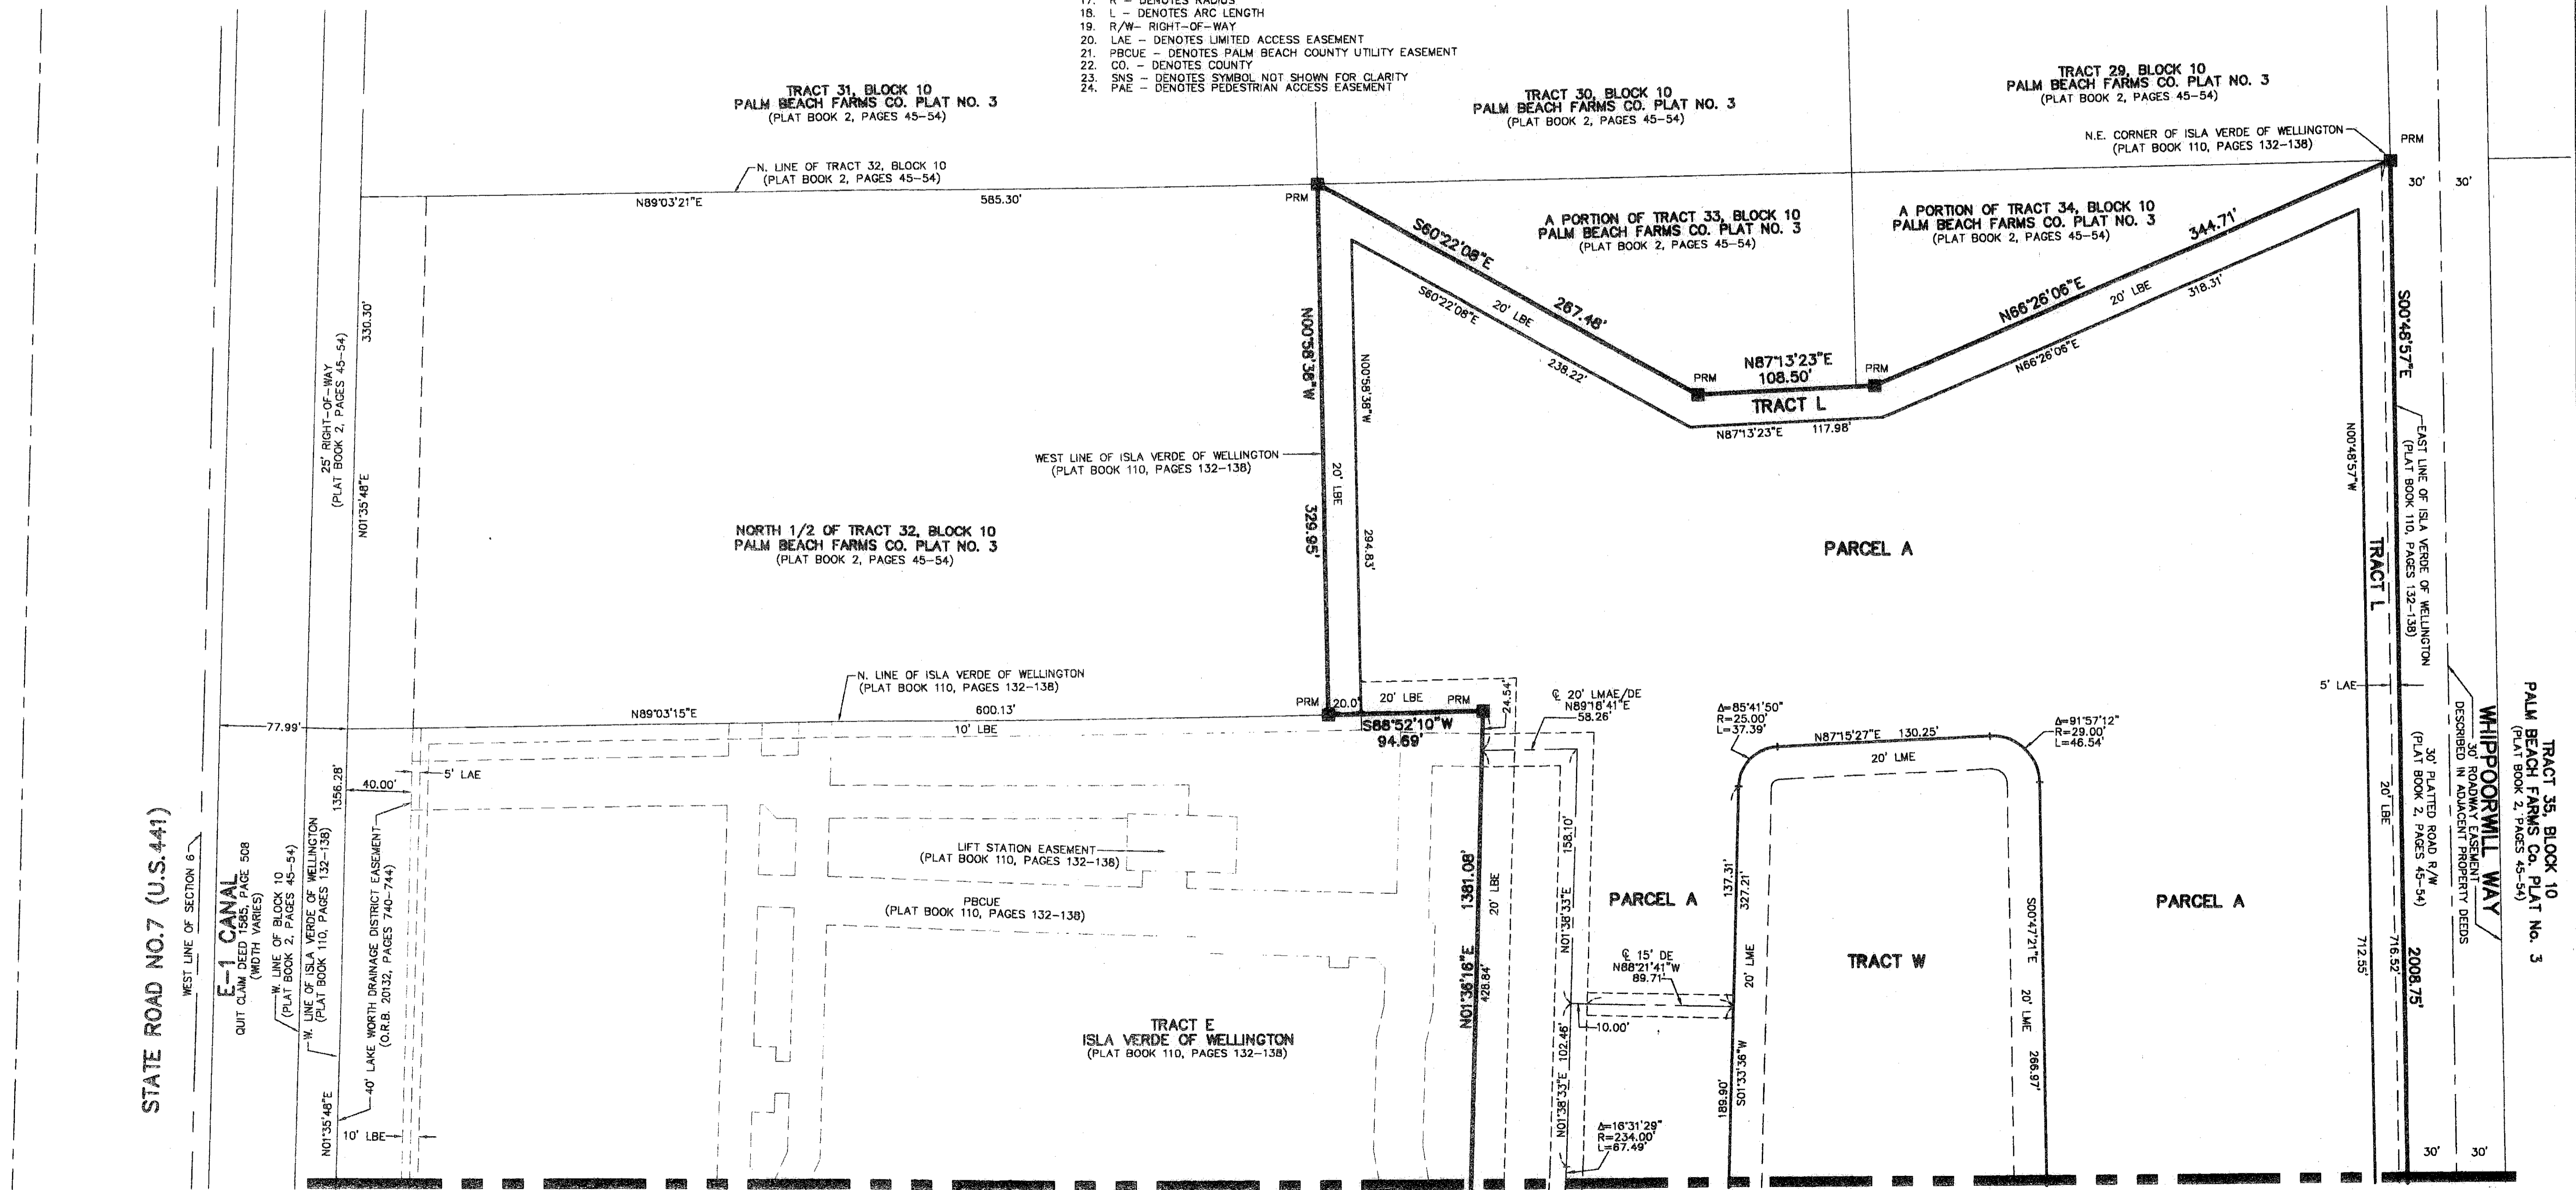 17. R - DENOTES RADIUS
18. L - DENOTES ARC LENGTH
19. R/W- RIGHT-OF-WAY
20. LAE - DENOTES LIMITED ACCESS EASEMENT
21. PBCUE - DENOTES PALM BEACH COUNTY UTILITY EASEMENT
22. CO. - DENOTES COUNTY
23. SNS - DENOTES SYMBOL NOT SHOWN FOR CLARITY
24. PAE - DENOTES PEDESTRIAN ACCESS EASEMENT
TRACT 31, BLOCK 10
PALM BEACH FARMS CO. PLAT NO. 3
(PLAT BOOK 2, PAGES 45-54)
TRACT 30, BLOCK 10
PALM BEACH FARMS CO. PLAT NO. 3
(PLAT BOOK 2, PAGES 45-54)
TRACT 29, BLOCK 10
PALM BEACH FARMS CO. PLAT NO. 3
(PLAT BOOK 2, PAGES 45-54)
N.E. CORNER OF ISLA VERDE OF WELLINGTON
(PLAT BOOK 110, PAGES 132-138)
PRM
30'
30'
N. LINE OF TRACT 32, BLOCK 10
(PLAT BOOK 2, PAGES 45-54)
N89°03'21"E
585.30'
PRM
A PORTION OF TRACT 33, BLOCK 10
PALM BEACH FARMS CO. PLAT NO. 3
(PLAT BOOK 2, PAGES 45-54)
A PORTION OF TRACT 34, BLOCK 10
PALM BEACH FARMS CO. PLAT NO. 3
(PLAT BOOK 2, PAGES 45-54)
S60°22'08"E
267.48'
S60°22'08"E
20' LBE
238.22'
N87°13'23"E
108.50'
PRM
PRM
TRACT L
N87°13'23"E
117.98'
N66°26'06"E
344.71'
N66°26'06"E
20' LBE
318.31'
330.30'
25' RIGHT-OF-WAY
(PLAT BOOK 2, PAGES 45-54)
N01°35'48"E
N00°58'38"W
329.95'
N00°58'38"W
20' LBE
294.83'
WEST LINE OF ISLA VERDE OF WELLINGTON
(PLAT BOOK 110, PAGES 132-138)
NORTH 1/2 OF TRACT 32, BLOCK 10
PALM BEACH FARMS CO. PLAT NO. 3
(PLAT BOOK 2, PAGES 45-54)
PARCEL A
S00°48'57"E
N00°48'57"W
EAST LINE OF ISLA VERDE OF WELLINGTON
(PLAT BOOK 110, PAGES 132-138)
TRACT L
5' LAE
20' LBE
712.55'
716.52'
2008.75'
30' PLATTED ROAD R/W
(PLAT BOOK 2, PAGES 45-54)
30' ROADWAY EASEMENT
DESCRIBED IN ADJACENT PROPERTY DEEDS
WHIPPOORWILL WAY
TRACT 35, BLOCK 10
PALM BEACH FARMS Co. PLAT No. 3
(PLAT BOOK 2, PAGES 45-54)
30'
30'
N. LINE OF ISLA VERDE OF WELLINGTON
(PLAT BOOK 110, PAGES 132-138)
77.99'
N89°03'15"E
600.13'
10' LBE
PRM
20.0'
20' LBE
PRM
S88°52'10"W
94.69'
24.54'
℄ 20' LMAE/DE
N89°18'41"E
58.26'
Δ=85°41'50"
R=25.00'
L=37.39'
N87°15'27"E
130.25'
20' LME
Δ=91°57'12"
R=29.00'
L=46.54'
1356.28'
40.00'
5' LAE
LIFT STATION EASEMENT
(PLAT BOOK 110, PAGES 132-138)
PBCUE
(PLAT BOOK 110, PAGES 132-138)
TRACT E
ISLA VERDE OF WELLINGTON
(PLAT BOOK 110, PAGES 132-138)
1381.08'
N01°36'16"E
20' LBE
428.84'
158.10'
N01°38'33"E
PARCEL A
℄ 15' DE
N88°21'41"W
89.71'
10.00'
N01°38'33"E
102.46'
Δ=16°31'29"
R=234.00'
L=67.49'
137.31'
327.21'
20' LME
189.90'
S01°33'36"W
TRACT W
S00°47'21"E
20' LME
266.97'
PARCEL A
STATE ROAD NO.7 (U.S.441)
WEST LINE OF SECTION 6
E-1 CANAL
QUIT CLAIM DEED 1585, PAGE 508
(WIDTH VARIES)
W. LINE OF BLOCK 10
(PLAT BOOK 2, PAGES 45-54)
W. LINE OF ISLA VERDE OF WELLINGTON
(PLAT BOOK 110, PAGES 132-138)
40' LAKE WORTH DRAINAGE DISTRICT EASEMENT
(O.R.B. 20132, PAGES 740-744)
N01°35'48"E
10' LBE